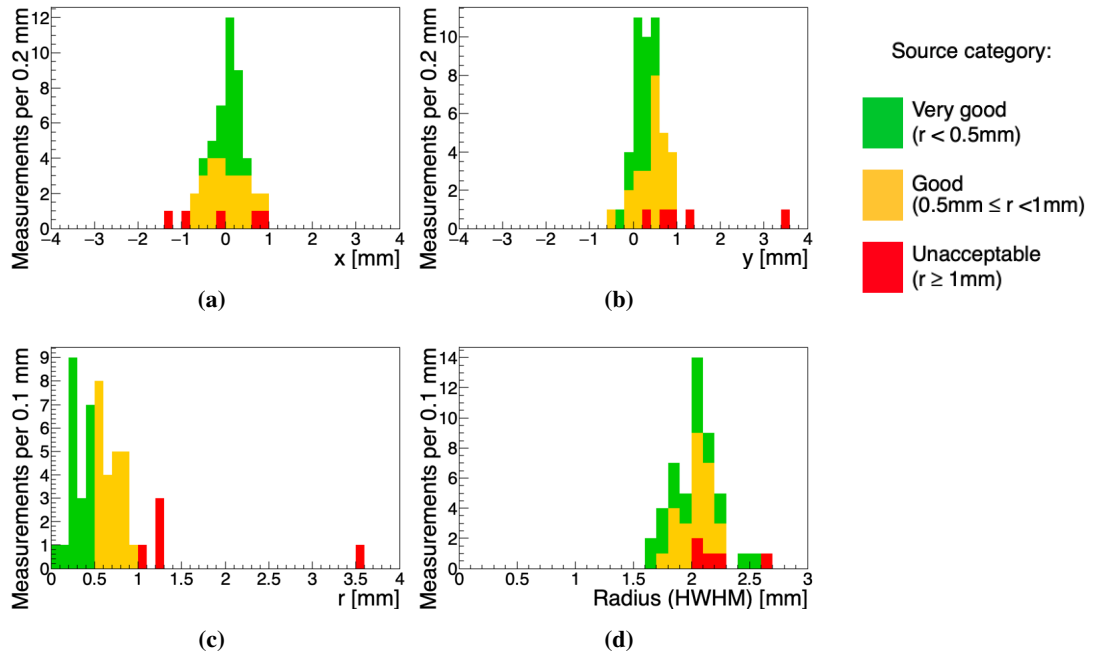 Measurements per 0.2 mm
12
10
8
6
4
2
0
−4 −3 −2 −1 0 1 2 3 4
x [mm]
(a)
Measurements per 0.2 mm
10
8
6
4
2
0
−4 −3 −2 −1 0 1 2 3 4
y [mm]
(b)
Source category:
Very good
(r < 0.5mm)
Good
(0.5mm ≤ r <1mm)
Unacceptable
(r ≥ 1mm)
Measurements per 0.1 mm
9
8
7
6
5
4
3
2
1
0
0 0.5 1 1.5 2 2.5 3 3.5 4
r [mm]
(c)
Measurements per 0.1 mm
14
12
10
8
6
4
2
0
0 0.5 1 1.5 2 2.5 3
Radius (HWHM) [mm]
(d)